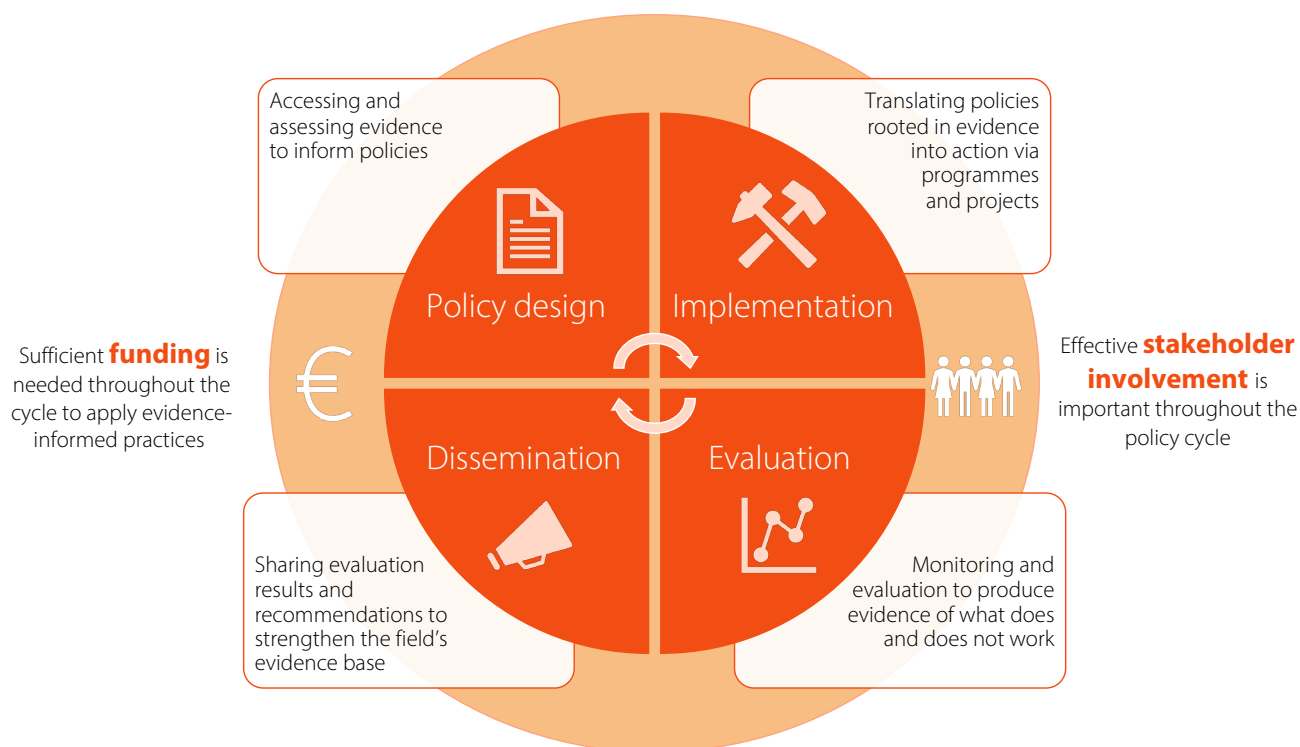 Accessing and
assessing evidence
to inform policies
Translating policies
rooted in evidence
into action via
programmes
and projects
Policy design
Implementation
Sufficient funding is
needed throughout the
cycle to apply evidence-
informed practices
€
Effective stakeholder
involvement is
important throughout the
policy cycle
Dissemination
Evaluation
Sharing evaluation
results and
recommendations to
strengthen the field’s
evidence base
Monitoring and
evaluation to produce
evidence of what does
and does not work